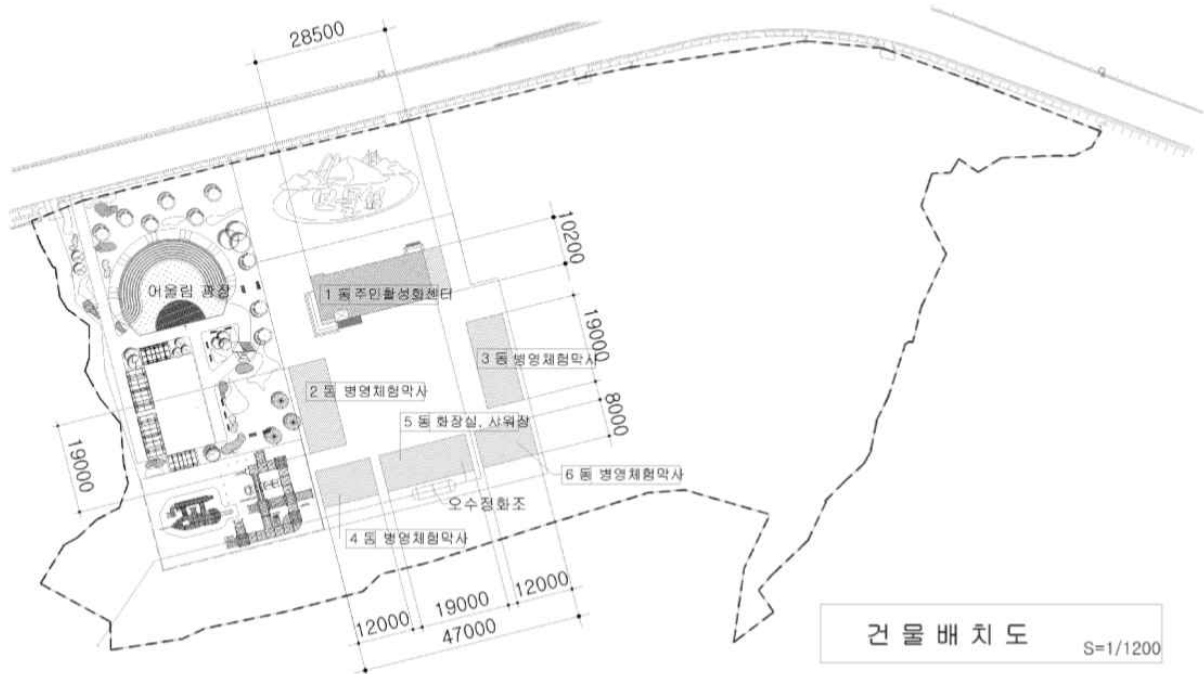 28500
10200
어울림 광장
1 동주민활성화센터
19000
3 동 병영체험막사
2 동 병영체험막사
8000
5 동 화장실, 샤워장
19000
6 동 병영체험막사
오수정화조
4 동 병영체험막사
12000
19000
12000
47000
건 물 배 치 도
S=1/1200